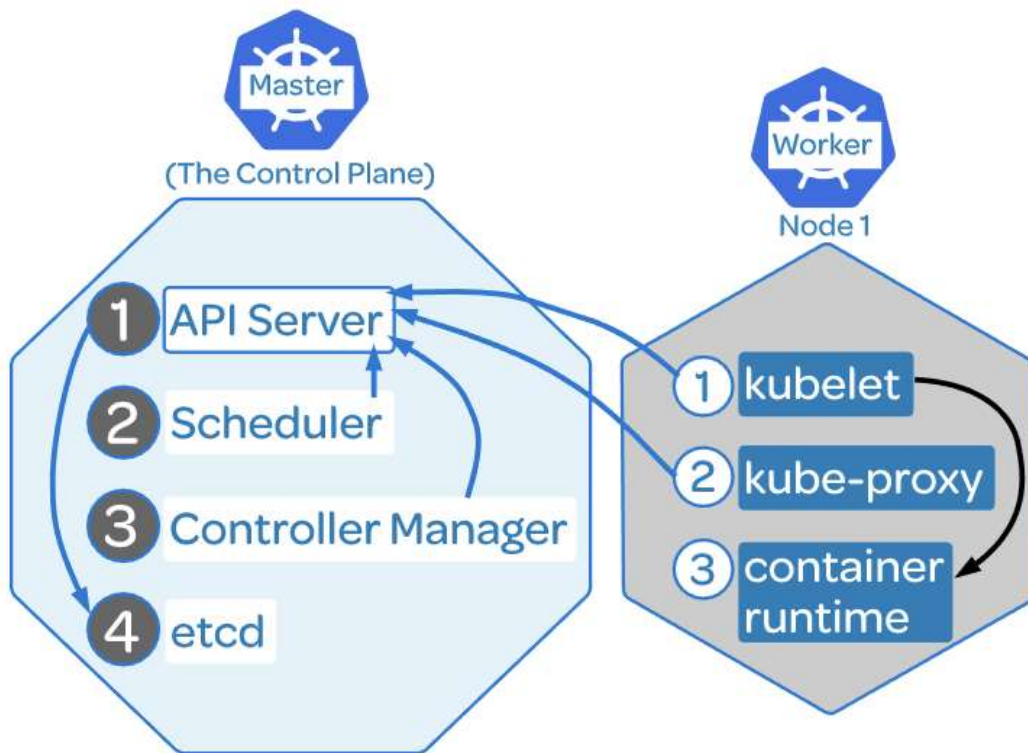 Master
(The Control Plane)
1 API Server
2 Scheduler
3 Controller Manager
4 etcd
Worker
Node 1
1 kubelet
2 kube-proxy
3 container
runtime